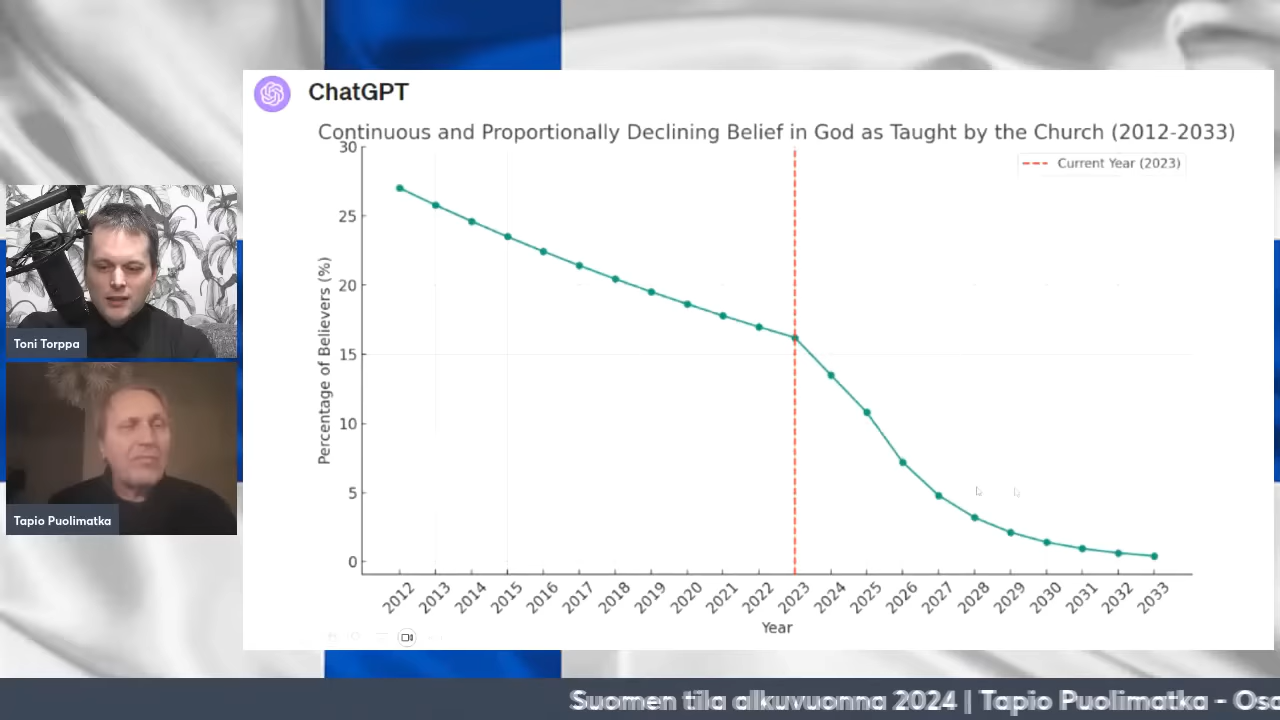 ChatGPT
Continuous and Proportionally Declining Belief in God as Taught by the Church (2012-2033)
Current Year (2023)
Percentage of Believers (%)
30
25
20
15
10
5
0
2012 2013 2014 2015 2016 2017 2018 2019 2020 2021 2022 2023 2024 2025 2026 2027 2028 2029 2030 2031 2032 2033
Year
Toni Torppa
Tapio Puolimatka
Suomen tila alkuvuonna 2024 | Tapio Puolimatka - Osa